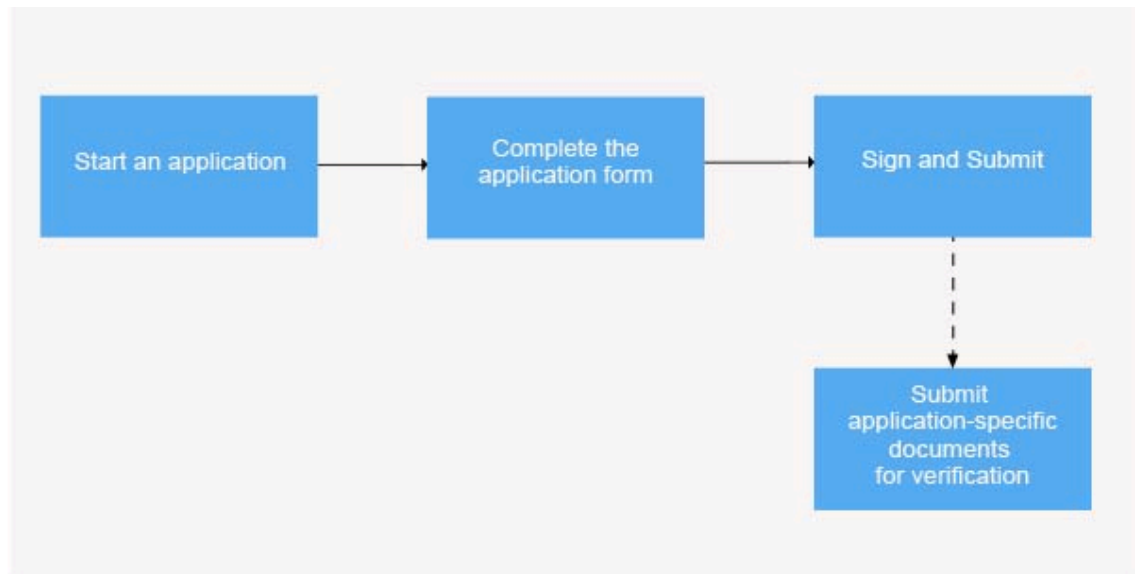 Start an application
Complete the
application form
Sign and Submit
Submit
application-specific
documents
for verification